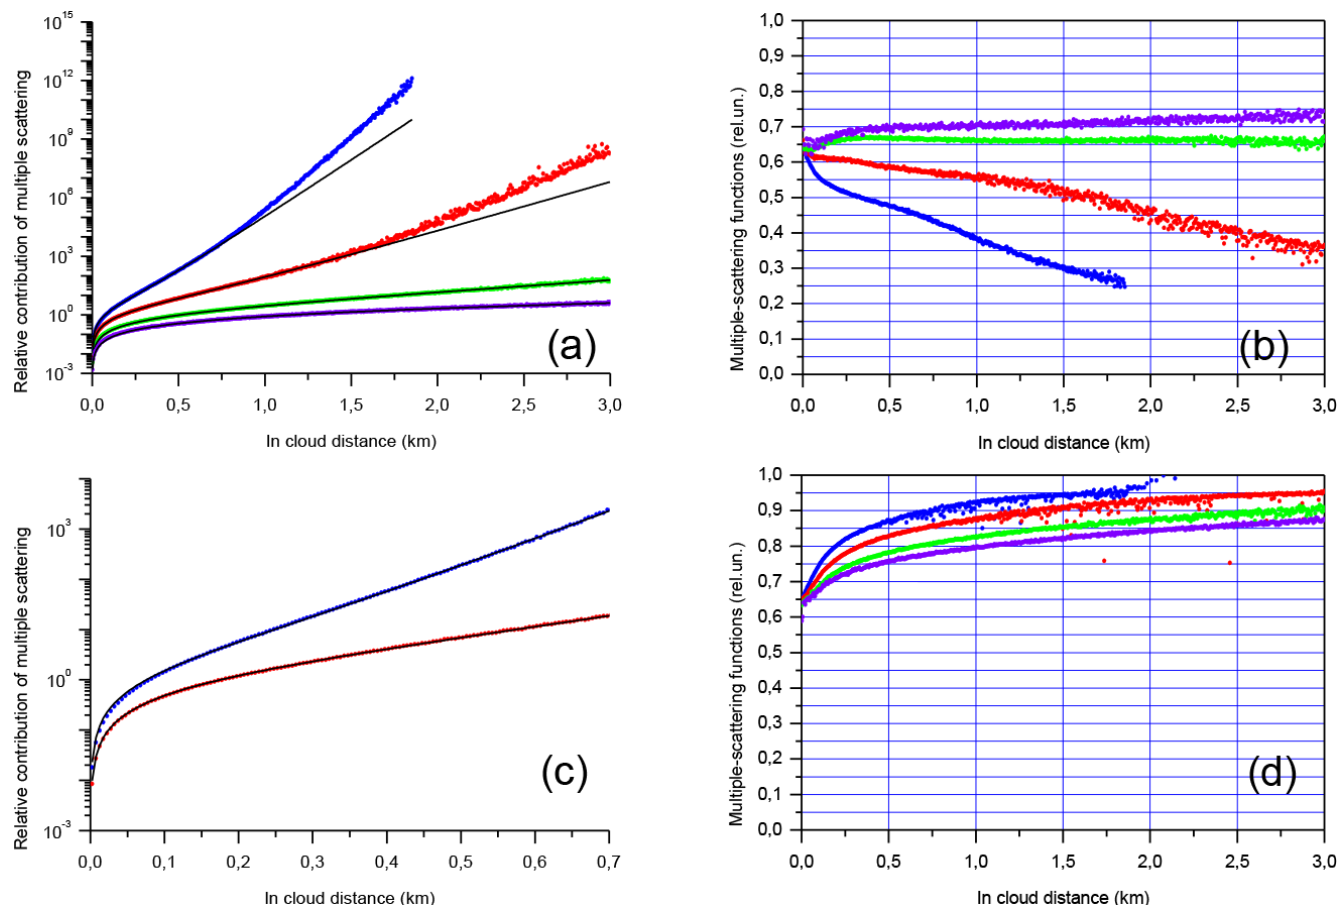 Relative contribution of multiple scattering
10^15
10^12
10^9
10^6
10^3
10^0
10^-3
0,0 0,5 1,0 1,5 2,0 2,5 3,0
In cloud distance (km)
(a)
Multiple-scattering functions (rel.un.)
1,0
0,9
0,8
0,7
0,6
0,5
0,4
0,3
0,2
0,1
0,0
0,0 0,5 1,0 1,5 2,0 2,5 3,0
In cloud distance (km)
(b)
Relative contribution of multiple scattering
10^3
10^0
10^-3
0,0 0,1 0,2 0,3 0,4 0,5 0,6 0,7
In cloud distance (km)
(c)
Multiple-scattering functions (rel.un.)
1,0
0,9
0,8
0,7
0,6
0,5
0,4
0,3
0,2
0,1
0,0
0,0 0,5 1,0 1,5 2,0 2,5 3,0
In cloud distance (km)
(d)